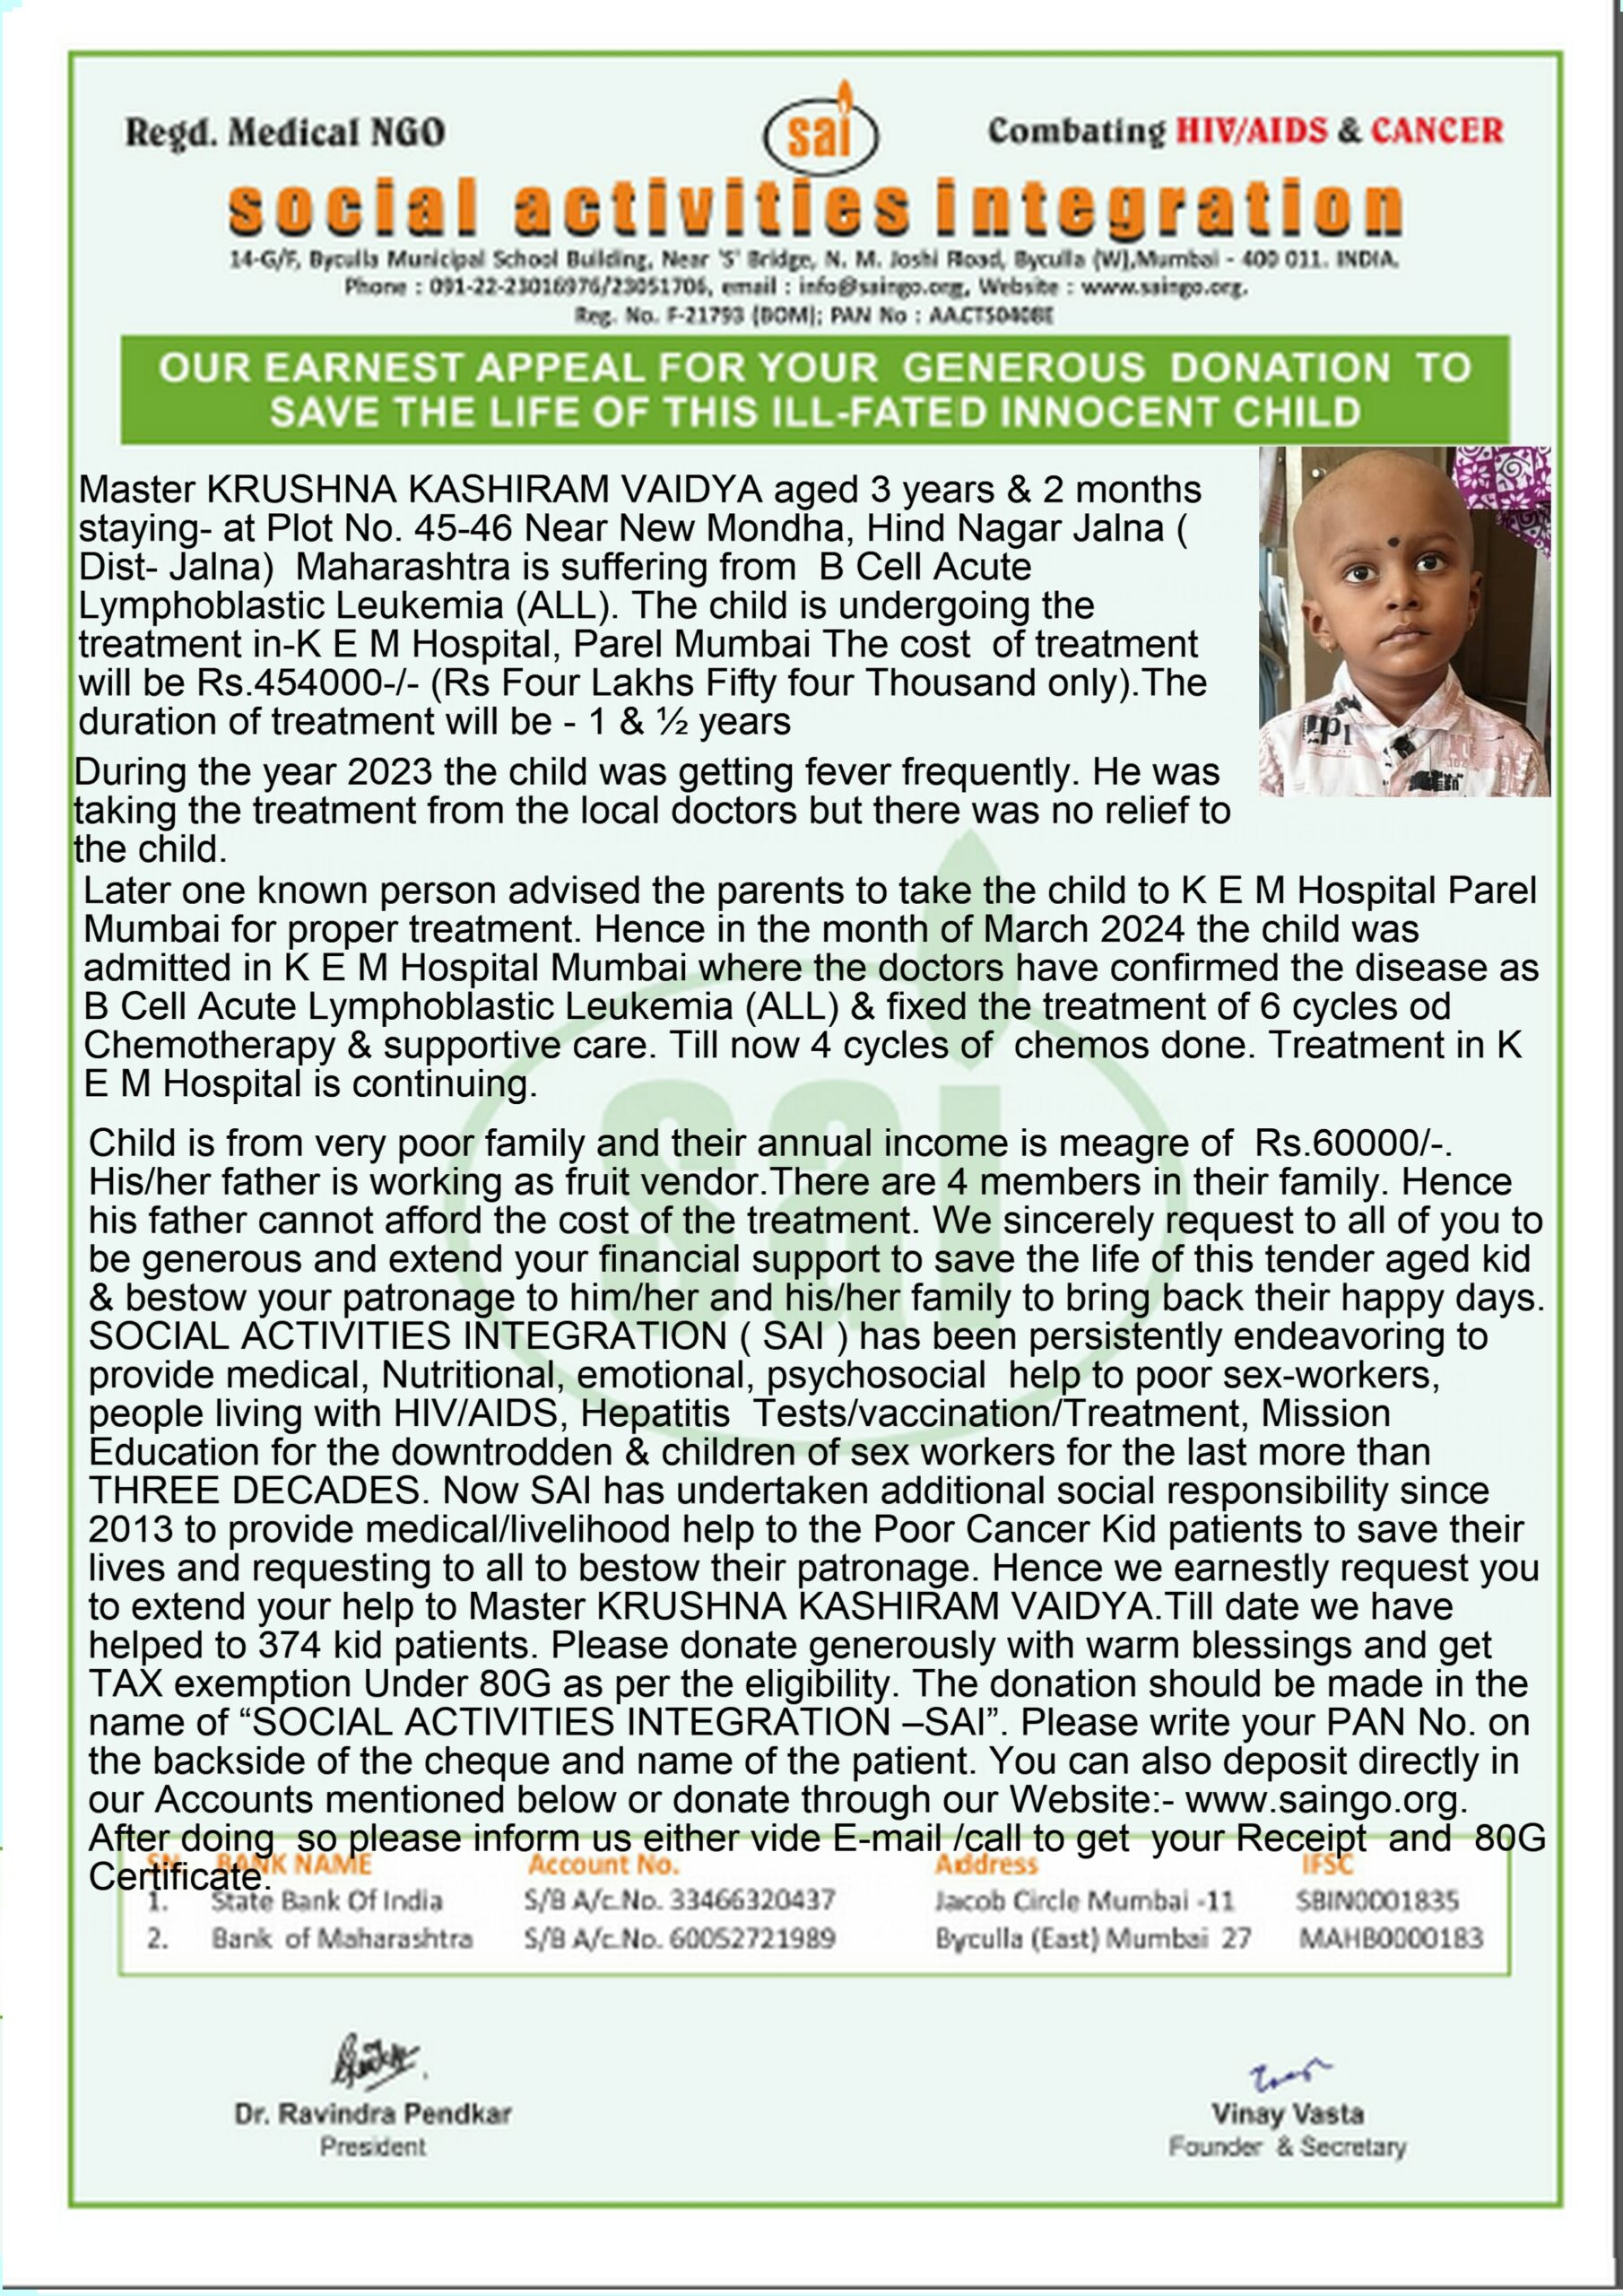 Regd. Medical NGO
sai
Combating HIV/AIDS & CANCER
social activities integration
14-G/F, Byculla Municipal School Building, Near 'S' Bridge, N. M. Joshi Road, Byculla (W),Mumbai - 400 011. INDIA.
Phone : 091-22-23016976/23051706, email : info@saingo.org, Website : www.saingo.org.
Reg. No. F-21793 (BOM); PAN No :
OUR EARNEST APPEAL FOR YOUR GENEROUS DONATION TO
SAVE THE LIFE OF THIS ILL-FATED INNOCENT CHILD
Master KRUSHNA KASHIRAM VAIDYA aged 3 years & 2 months
staying- at Plot No. 45-46 Near New Mondha, Hind Nagar Jalna (
Dist- Jalna) Maharashtra is suffering from B Cell Acute
Lymphoblastic Leukemia (ALL). The child is undergoing the
treatment in-K E M Hospital, Parel Mumbai The cost of treatment
will be Rs.454000-/- (Rs Four Lakhs Fifty four Thousand only).The
duration of treatment will be - 1 & ½ years
During the year 2023 the child was getting fever frequently. He was
taking the treatment from the local doctors but there was no relief to
the child.
Later one known person advised the parents to take the child to K E M Hospital Parel
Mumbai for proper treatment. Hence in the month of March 2024 the child was
admitted in K E M Hospital Mumbai where the doctors have confirmed the disease as
B Cell Acute Lymphoblastic Leukemia (ALL) & fixed the treatment of 6 cycles od
Chemotherapy & supportive care. Till now 4 cycles of chemos done. Treatment in K
E M Hospital is continuing.
Child is from very poor family and their annual income is meagre of Rs.60000/-.
His/her father is working as fruit vendor.There are 4 members in their family. Hence
his father cannot afford the cost of the treatment. We sincerely request to all of you to
be generous and extend your financial support to save the life of this tender aged kid
& bestow your patronage to him/her and his/her family to bring back their happy days.
SOCIAL ACTIVITIES INTEGRATION ( SAI ) has been persistently endeavoring to
provide medical, Nutritional, emotional, psychosocial help to poor sex-workers,
people living with HIV/AIDS, Hepatitis Tests/vaccination/Treatment, Mission
Education for the downtrodden & children of sex workers for the last more than
THREE DECADES. Now SAI has undertaken additional social responsibility since
2013 to provide medical/livelihood help to the Poor Cancer Kid patients to save their
lives and requesting to all to bestow their patronage. Hence we earnestly request you
to extend your help to Master KRUSHNA KASHIRAM VAIDYA.Till date we have
helped to 374 kid patients. Please donate generously with warm blessings and get
TAX exemption Under 80G as per the eligibility. The donation should be made in the
name of “SOCIAL ACTIVITIES INTEGRATION –SAI”. Please write your PAN No. on
the backside of the cheque and name of the patient. You can also deposit directly in
our Accounts mentioned below or donate through our Website:- www.saingo.org.
After doing so please inform us either vide E-mail /call to get your Receipt and 80G
Certificate.
SN. BANK NAME Account No. Address IFSC
1. State Bank Of India S/B A/c.No. 33466320437 Jacob Circle Mumbai -11 SBIN0001835
2. Bank of Maharashtra S/B A/c.No. 60052721989 Byculla (East) Mumbai 27 MAHB0000183
Dr. Ravindra Pendkar
President
Vinay Vasta
Founder & Secretary